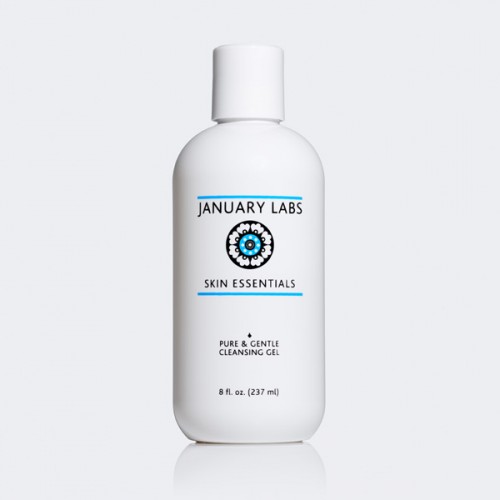 JANUARY LABS
SKIN ESSENTIALS
PURE & GENTLE
CLEANSING GEL
8 fl. oz. (237 ml)